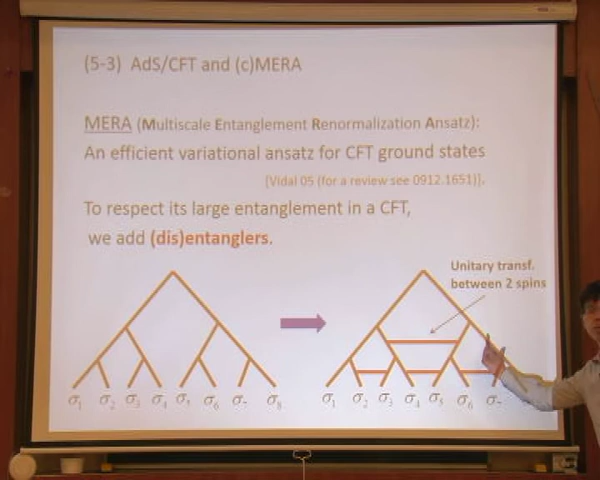 (5-3) AdS/CFT and (c)MERA
MERA (Multiscale Entanglement Renormalization Ansatz):
An efficient variational ansatz for CFT ground states
[Vidal 05 (for a review see 0912.1651)].
To respect its large entanglement in a CFT,
we add (dis)entanglers.
Unitary transf.
between 2 spins
σ1 σ2 σ3 σ4 σ5 σ6 σ7 σ8 σ1 σ2 σ3 σ4 σ5 σ6 σ7